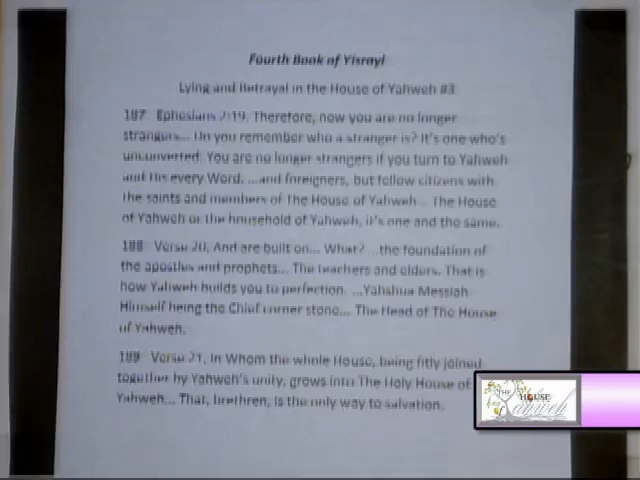 Fourth Book of Yisrayl
Lying and Betrayal in the House of Yahweh #3
187 Ephesians 2:19, Therefore, now you are no longer
strangers... Do you remember who a stranger is? It's one who's
unconverted. You are no longer strangers if you turn to Yahweh
and His every Word. ...and foreigners, but fellow citizens with
the saints and members of The House of Yahweh... The House
of Yahweh or the household of Yahweh, it's one and the same.
188 Verse 20, And are built on... What? ...the foundation of
the apostles and prophets... The teachers and elders. That is
how Yahweh builds you to perfection. ...Yahshua Messiah
Himself being the Chief corner stone... The Head of The House
of Yahweh.
189 Verse 21, In Whom the whole House, being fitly joined
together by Yahweh's unity, grows into The Holy House of
Yahweh... That, brethren, is the only way to salvation.
THE HOUSE
Yahweh